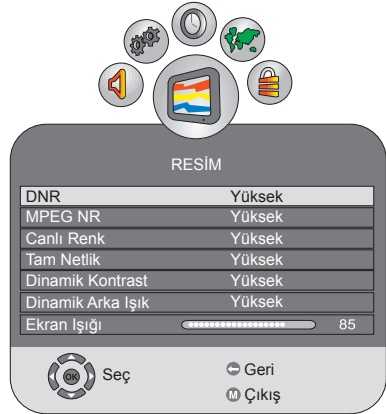 RESİM
DNR Yüksek
MPEG NR Yüksek
Canlı Renk Yüksek
Tam Netlik Yüksek
Dinamik Kontrast Yüksek
Dinamik Arka Işık Yüksek
Ekran Işığı 85
OK Seç Geri
M Çıkış